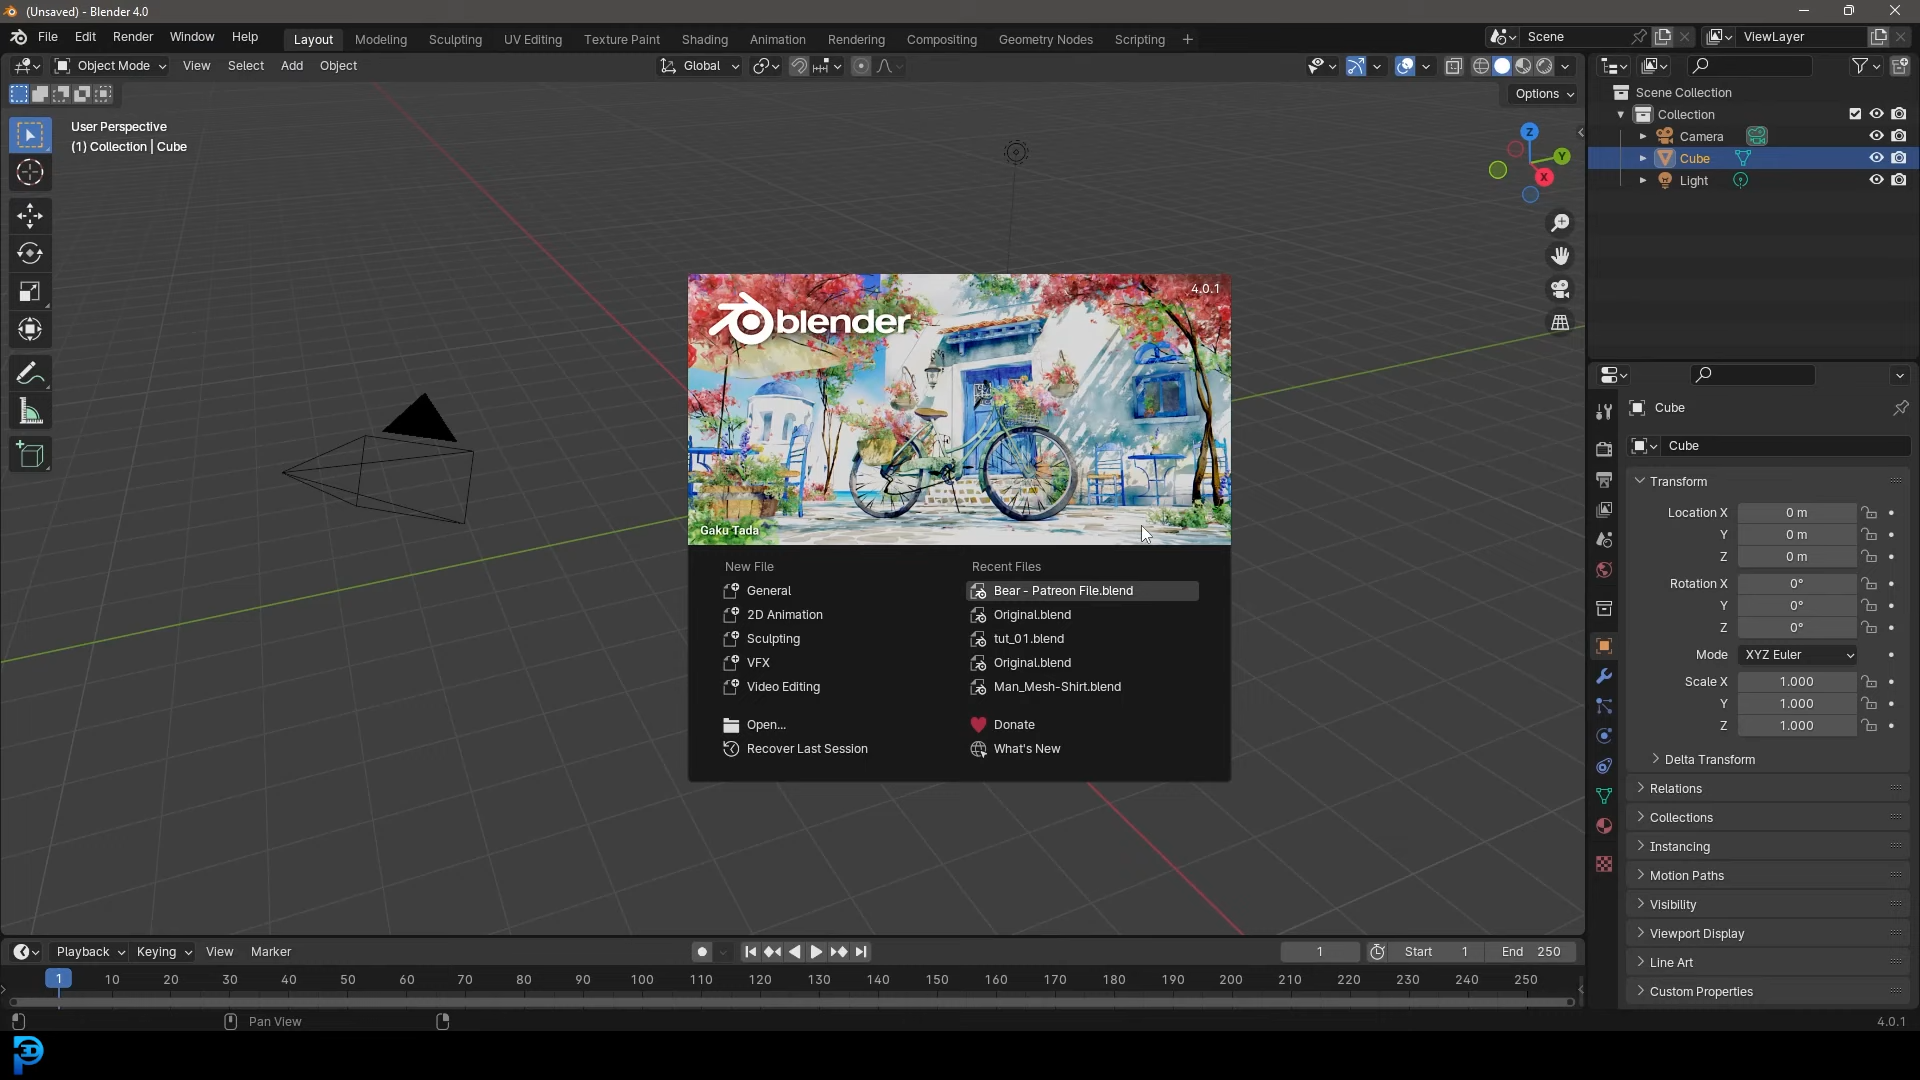 (Unsaved) - Blender 4.0
File Edit Render Window Help
Layout Modeling Sculpting UV Editing Texture Paint Shading Animation Rendering Compositing Geometry Nodes Scripting +
Scene
ViewLayer
Object Mode View Select Add Object
Global
Options
User Perspective
(1) Collection | Cube
Z
Y
X
Scene Collection
Collection
Camera
Cube
Light
blender
4.0.1
Gaku Tada
New File
General
2D Animation
Sculpting
VFX
Video Editing
Open...
Recover Last Session
Recent Files
Bear - Patreon File.blend
Original.blend
tut_01.blend
Original.blend
Man_Mesh-Shirt.blend
Donate
What's New
Cube
Cube
Transform
Location X 0 m
Y 0 m
Z 0 m
Rotation X 0°
Y 0°
Z 0°
Mode XYZ Euler
Scale X 1.000
Y 1.000
Z 1.000
Delta Transform
Relations
Collections
Instancing
Motion Paths
Visibility
Viewport Display
Line Art
Custom Properties
Playback Keying View Marker
1 Start 1 End 250
1 10 20 30 40 50 60 70 80 90 100 110 120 130 140 150 160 170 180 190 200 210 220 230 240 250
Pan View
4.0.1